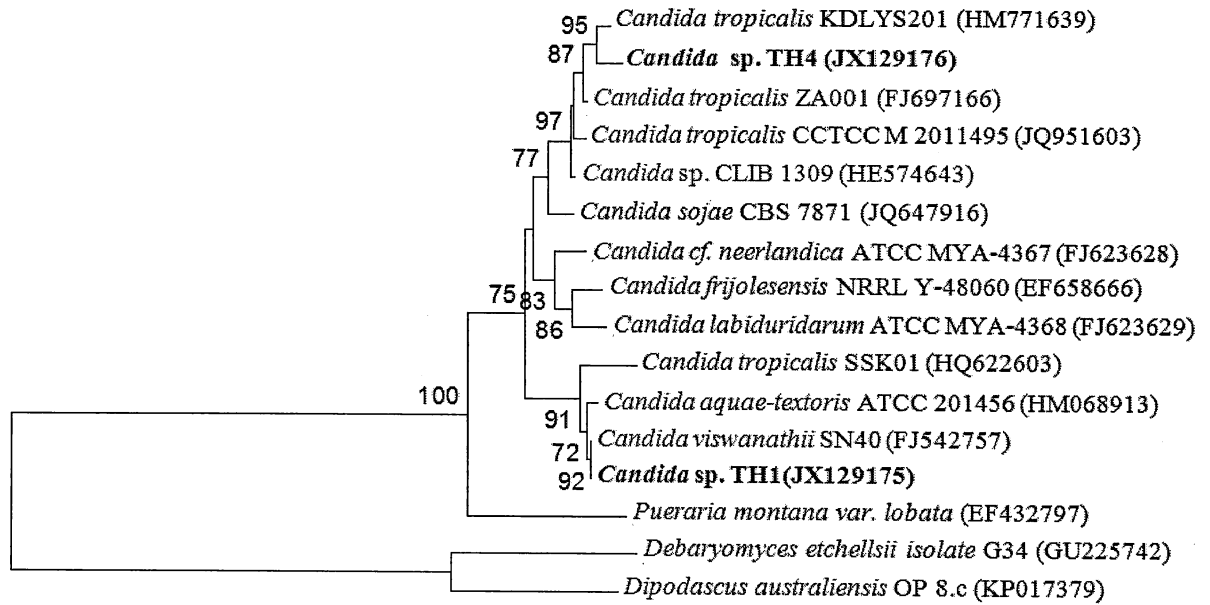 95
Candida tropicalis KDLYS201 (HM771639)
87
Candida sp. TH4 (JX129176)
Candida tropicalis ZA001 (FJ697166)
97
Candida tropicalis CCTCC M 2011495 (JQ951603)
77
Candida sp. CLIB 1309 (HE574643)
Candida sojae CBS 7871 (JQ647916)
Candida cf. neerlandica ATCC MYA-4367 (FJ623628)
75
83
Candida frijolesensis NRRL Y-48060 (EF658666)
86
Candida labiduridarum ATCC MYA-4368 (FJ623629)
Candida tropicalis SSK01 (HQ622603)
100
Candida aquae-textoris ATCC 201456 (HM068913)
91
Candida viswanathii SN40 (FJ542757)
72
Candida sp. TH1(JX129175)
92
Pueraria montana var. lobata (EF432797)
Debaryomyces etchellsii isolate G34 (GU225742)
Dipodascus australiensis OP 8.c (KP017379)